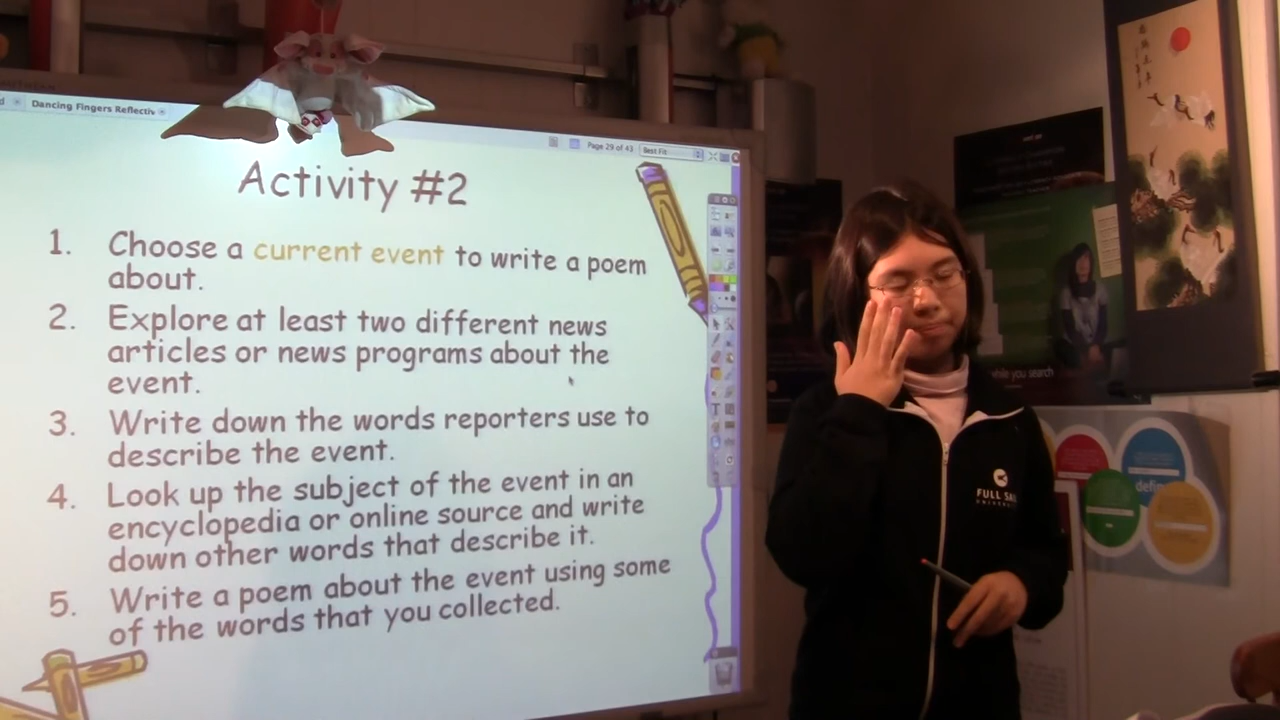 Dancing Fingers Reflectiv
Page 29 of 43
Best Fit
Activity #2
1. Choose a current event to write a poem
about.
2. Explore at least two different news
articles or news programs about the
event.
3. Write down the words reporters use to
describe the event.
4. Look up the subject of the event in an
encyclopedia or online source and write
down other words that describe it.
5. Write a poem about the event using some
of the words that you collected.
FULL
while you search